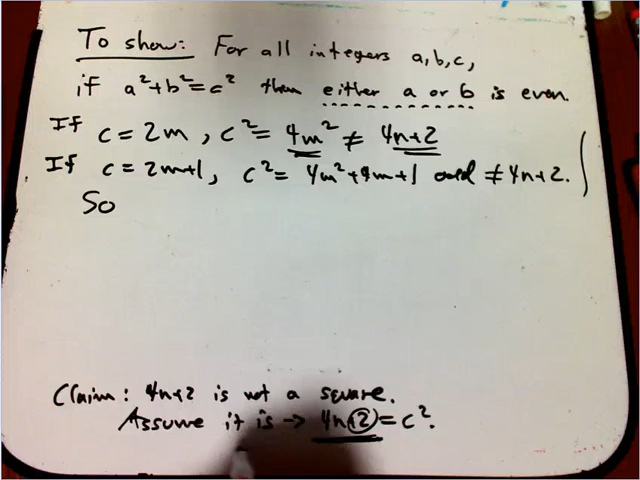 To show: For all integers a, b, c,
if a²+b²=c² then either a or b is even.
If c = 2m, c² = 4m² ≠ 4n+2
If c = 2m+1, c² = 4m²+4m+1 and ≠ 4n+2.
So
Claim: 4n+2 is not a square.
Assume it is → 4n+2 = c².